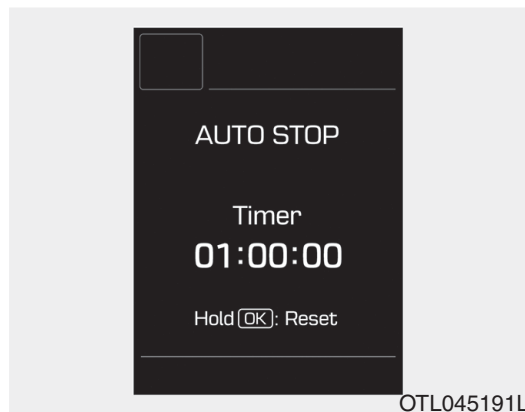 AUTO STOP
Timer
01:00:00
Hold OK: Reset
OTL045191L